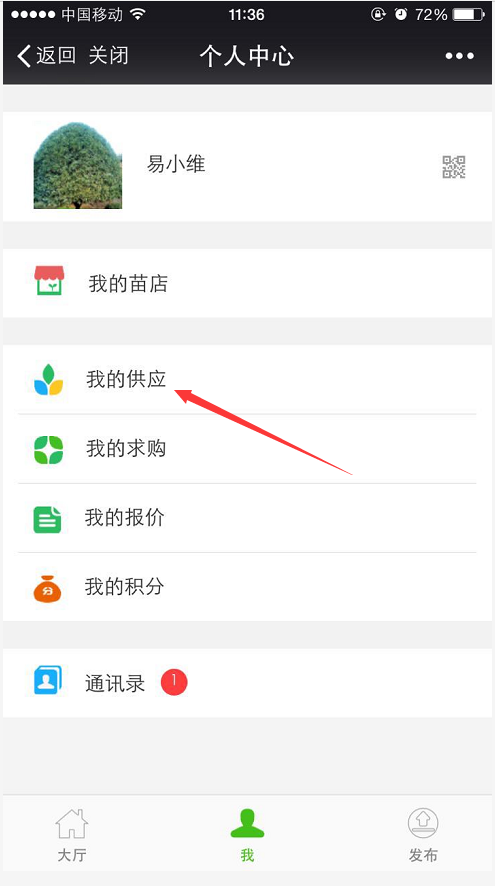 中国移动 11:36 72%
返回 关闭 个人中心
易小维
我的苗店
我的供应
我的求购
我的报价
我的积分
通讯录 1
大厅 我 发布